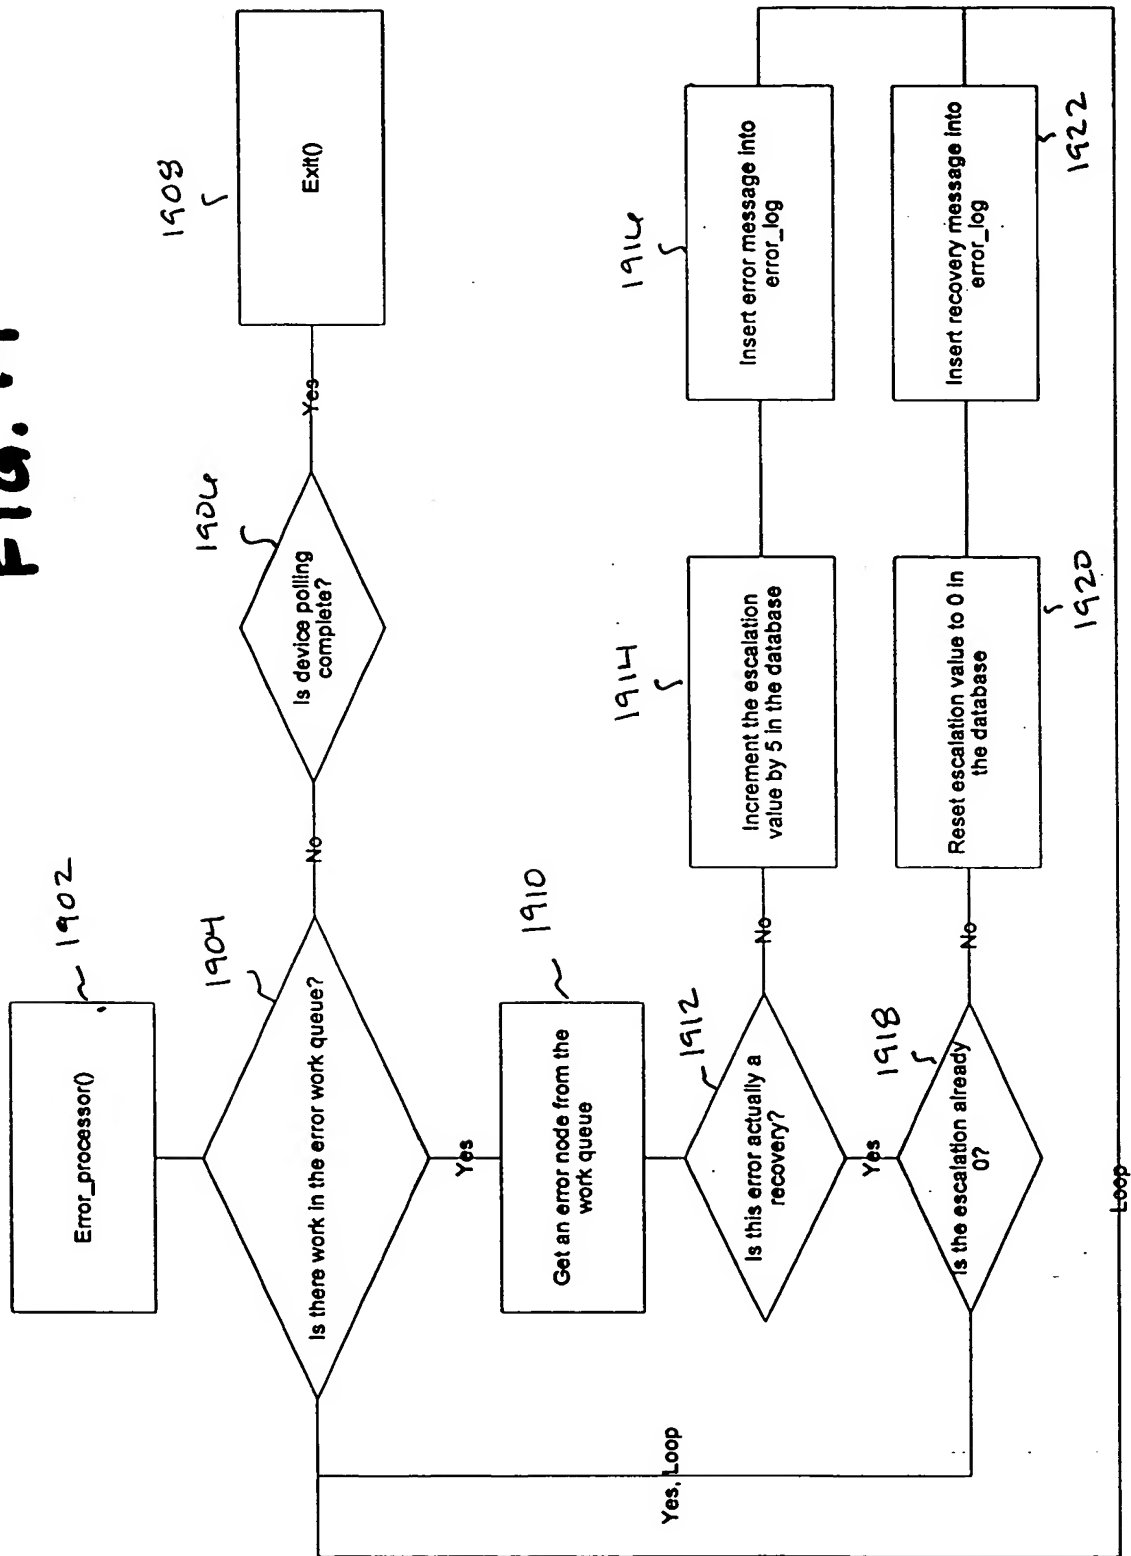 FIG.
Error_processor()
1902
1904
Is there work in the error work queue?
No
1906
Is device polling
complete?
Yes
1908
Exit()
Yes
1910
Get an error node from the
work queue
1912
Is this error actually a
recovery?
No
1914
Increment the escalation
value by 5 in the database
1916
Insert error message into
error_log
Yes
Yes, Loop
1918
Is the escalation already
0?
No
Reset escalation value to 0 in
the database
1920
Insert recovery message into
error_log
1922
Loop